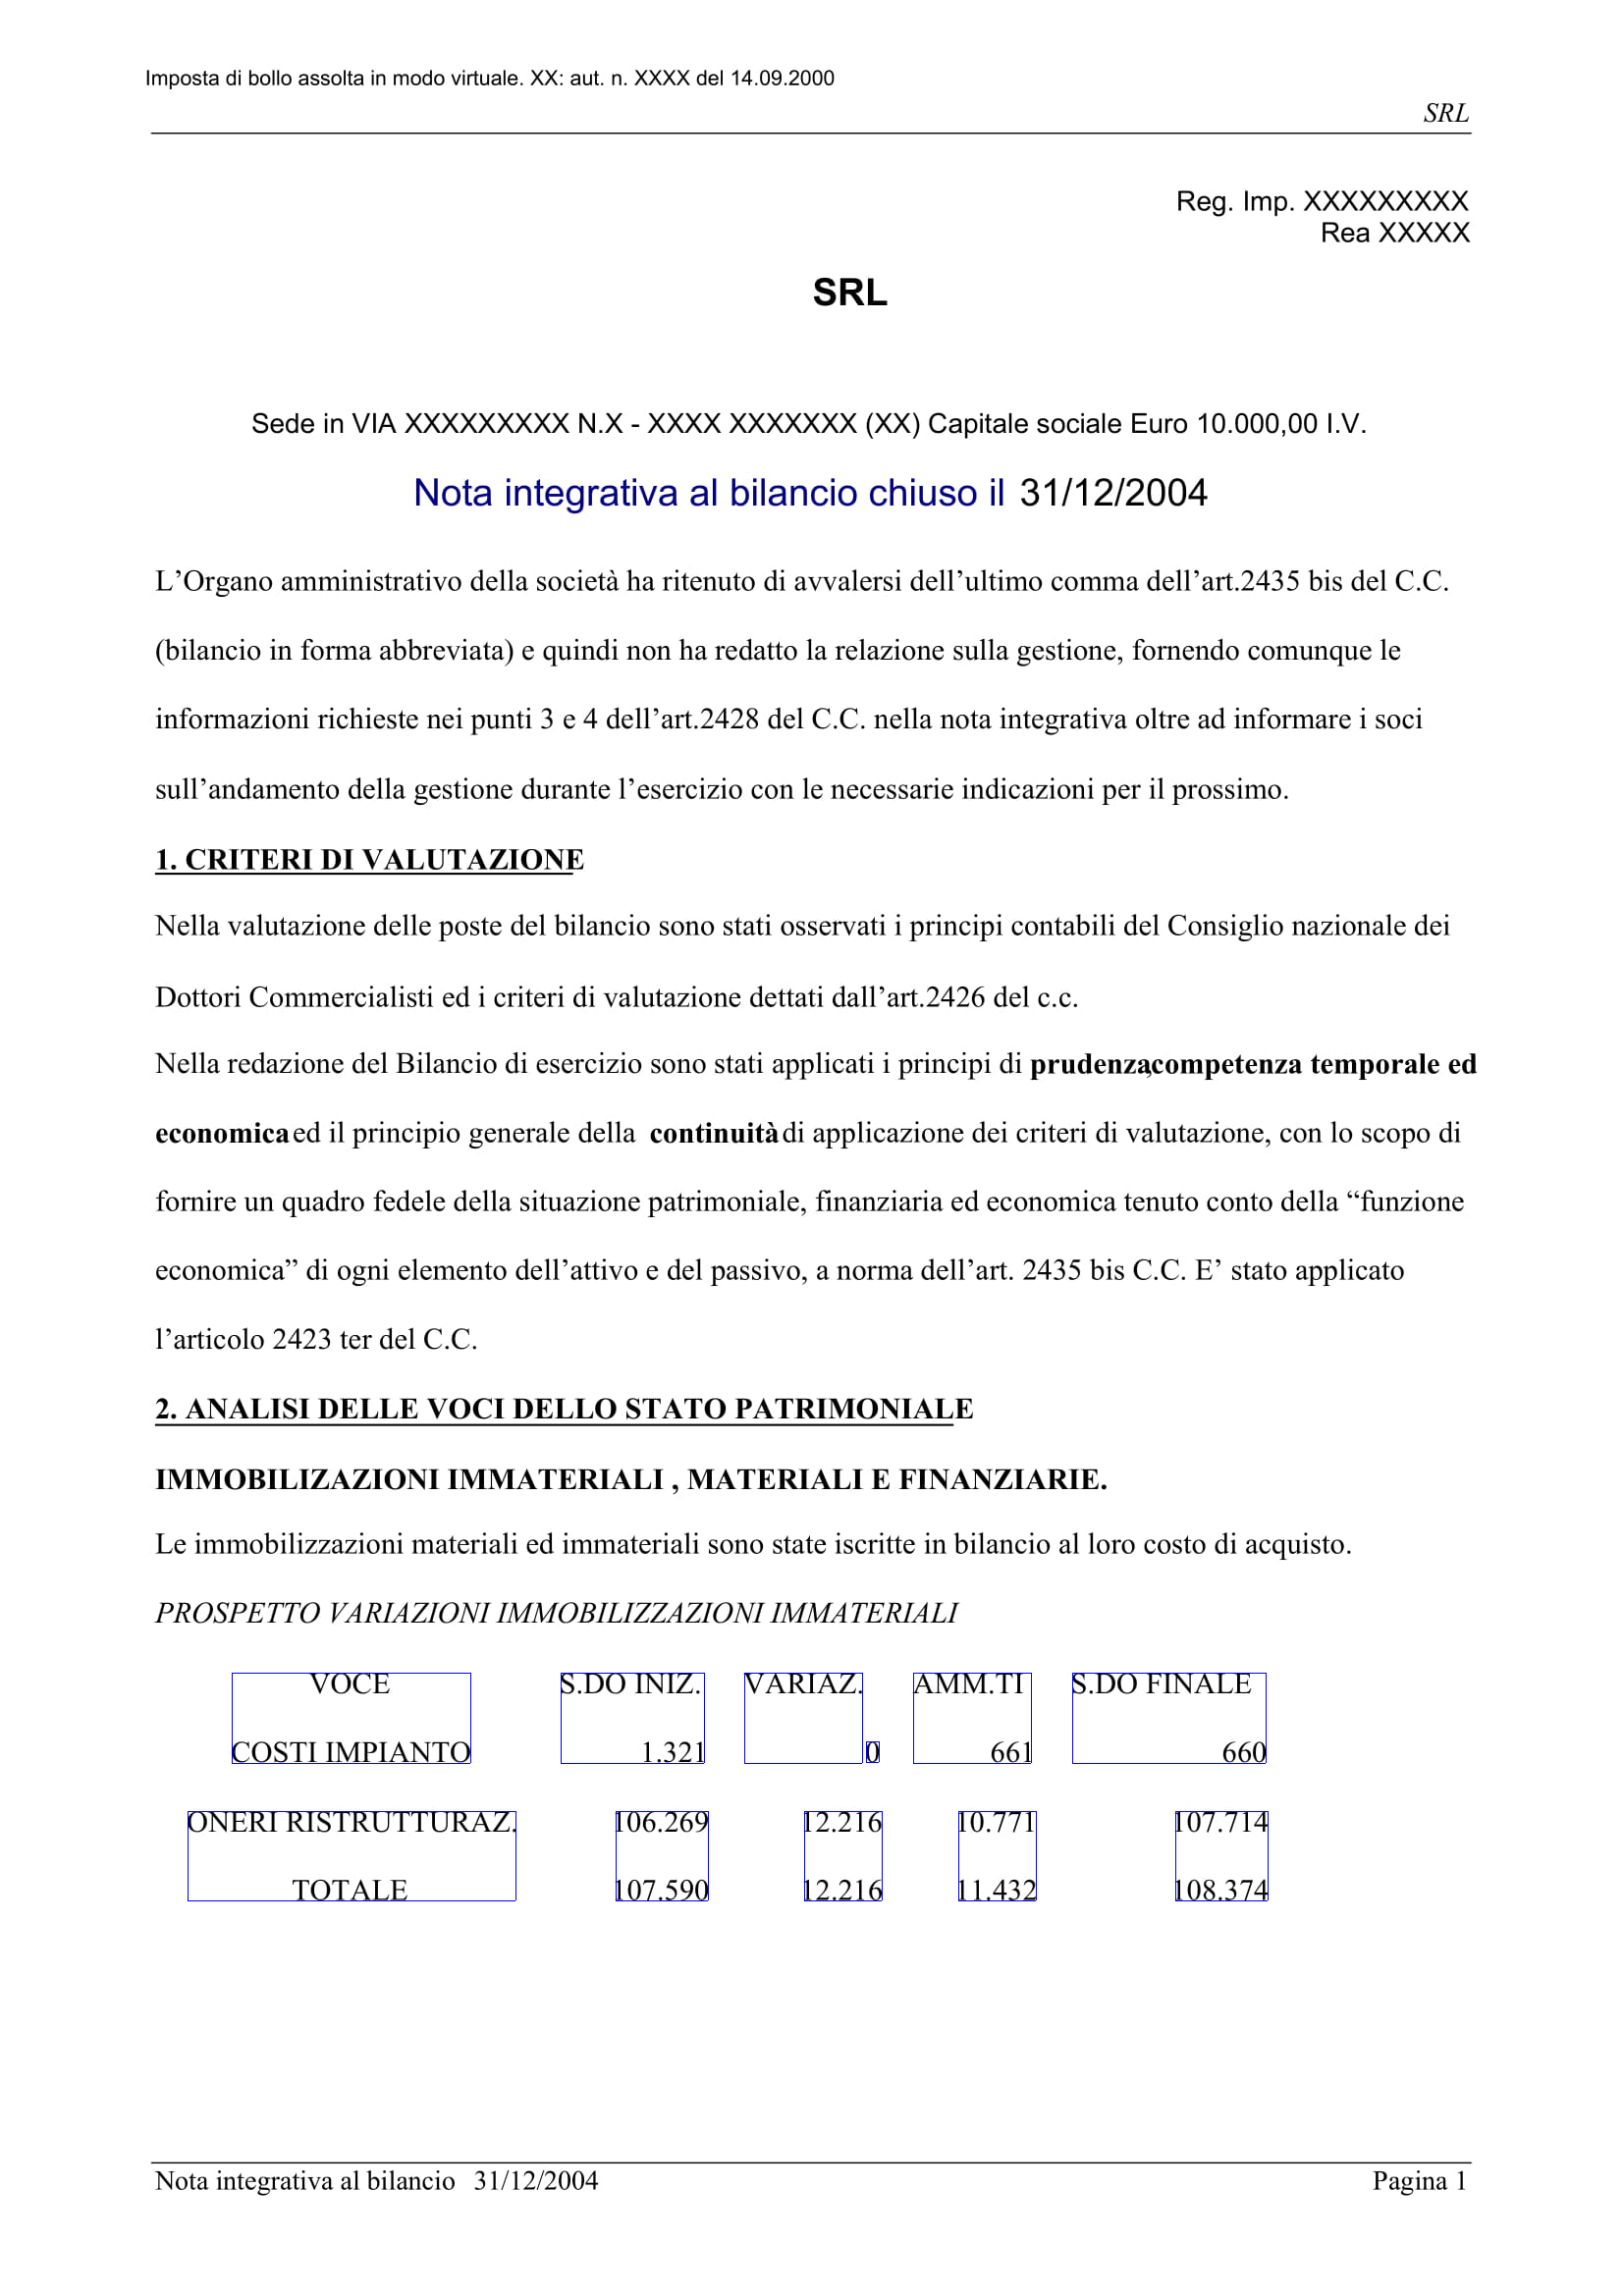 Imposta di bollo assolta in modo virtuale. XX: aut. n. XXXX del 14.09.2000
SRL
Reg. Imp. XXXXXXXXX
Rea XXXXX
SRL
Sede in VIA XXXXXXXXX N.X - XXXX XXXXXXX (XX) Capitale sociale Euro 10.000,00 I.V.
Nota integrativa al bilancio chiuso il 31/12/2004
L’Organo amministrativo della società ha ritenuto di avvalersi dell’ultimo comma dell’art.2435 bis del C.C.
(bilancio in forma abbreviata) e quindi non ha redatto la relazione sulla gestione, fornendo comunque le
informazioni richieste nei punti 3 e 4 dell’art.2428 del C.C. nella nota integrativa oltre ad informare i soci
sull’andamento della gestione durante l’esercizio con le necessarie indicazioni per il prossimo.
1. CRITERI DI VALUTAZIONE
Nella valutazione delle poste del bilancio sono stati osservati i principi contabili del Consiglio nazionale dei
Dottori Commercialisti ed i criteri di valutazione dettati dall’art.2426 del c.c.
Nella redazione del Bilancio di esercizio sono stati applicati i principi di prudenza,competenza temporale ed
economica ed il principio generale della continuità di applicazione dei criteri di valutazione, con lo scopo di
fornire un quadro fedele della situazione patrimoniale, finanziaria ed economica tenuto conto della “funzione
economica” di ogni elemento dell’attivo e del passivo, a norma dell’art. 2435 bis C.C. E’ stato applicato
l’articolo 2423 ter del C.C.
2. ANALISI DELLE VOCI DELLO STATO PATRIMONIALE
IMMOBILIZAZIONI IMMATERIALI , MATERIALI E FINANZIARIE.
Le immobilizzazioni materiali ed immateriali sono state iscritte in bilancio al loro costo di acquisto.
PROSPETTO VARIAZIONI IMMOBILIZZAZIONI IMMATERIALI
VOCE S.DO INIZ. VARIAZ. AMM.TI S.DO FINALE
COSTI IMPIANTO 1.321 0 661 660
ONERI RISTRUTTURAZ. 106.269 12.216 10.771 107.714
TOTALE 107.590 12.216 11.432 108.374
Nota integrativa al bilancio 31/12/2004 Pagina 1